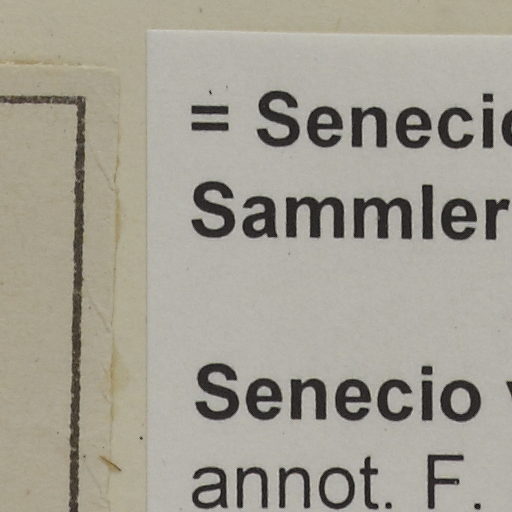 = Senecio
Sammler
Senecio
annot. F.